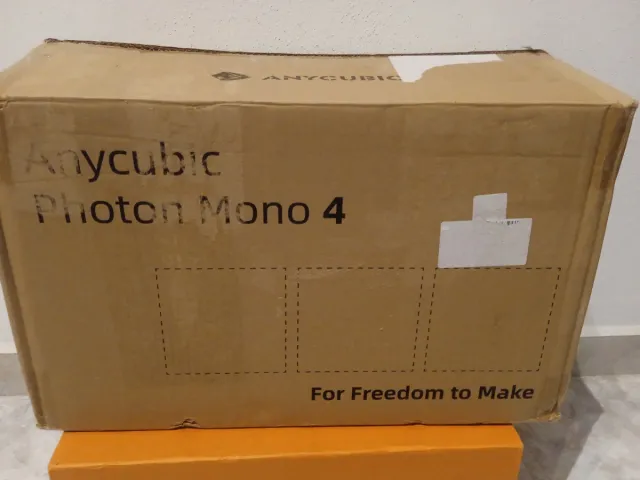 ANYCUBIC
Anycubic
Photon Mono 4
For Freedom to Make